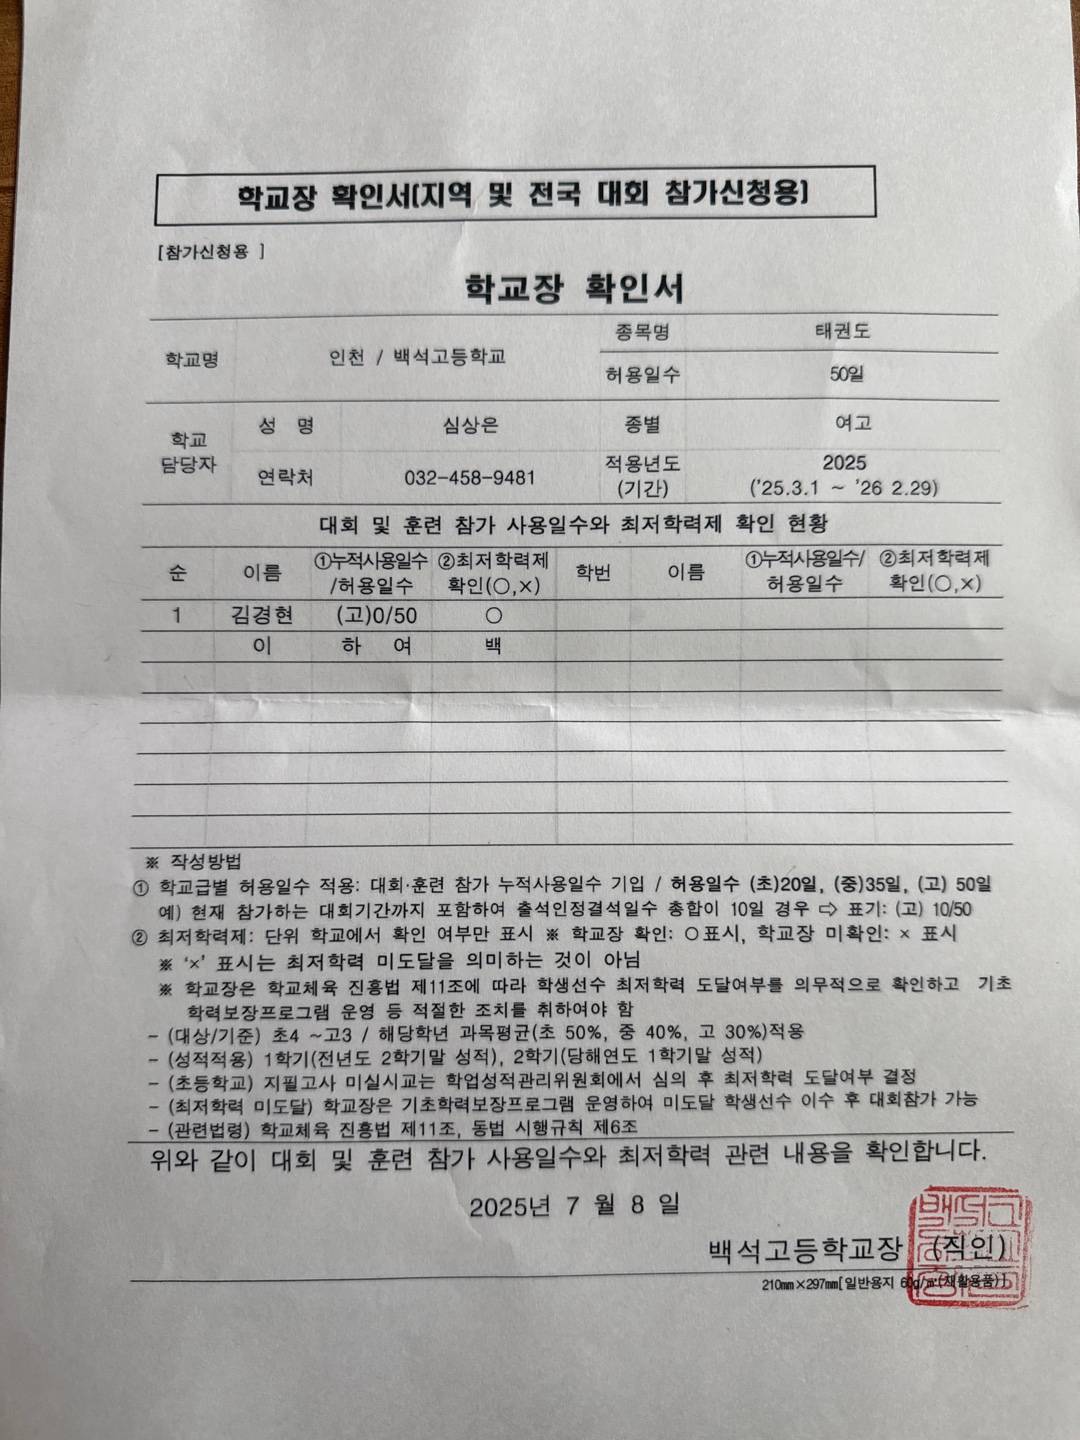 학교장 확인서(지역 및 전국 대회 참가신청용)
[참가신청용 ]
학교장 확인서
학교명 인천 / 백석고등학교 종목명 태권도
허용일수 50일
학교 담당자 성 명 심상은 종별 여고
연락처 032-458-9481 적용년도 (기간) 2025 ('25.3.1 ~ '26 2.29)
대회 및 훈련 참가 사용일수와 최저학력제 확인 현황
순 이름 ①누적사용일수 /허용일수 ②최저학력제 확인(○,×) 학번 이름 ①누적사용일수/ 허용일수 ②최저학력제 확인(○,×)
1 김경현 (고)0/50 ○
이 하 여 백
※ 작성방법
① 학교급별 허용일수 적용: 대회·훈련 참가 누적사용일수 기입 / 허용일수 (초)20일, (중)35일, (고) 50일
예) 현재 참가하는 대회기간까지 포함하여 출석인정결석일수 총합이 10일 경우 ⇨ 표기: (고) 10/50
② 최저학력제: 단위 학교에서 확인 여부만 표시 ※ 학교장 확인: ○표시, 학교장 미확인: × 표시
※ '×' 표시는 최저학력 미도달을 의미하는 것이 아님
※ 학교장은 학교체육 진흥법 제11조에 따라 학생선수 최저학력 도달여부를 의무적으로 확인하고 기초
학력보장프로그램 운영 등 적절한 조치를 취하여야 함
- (대상/기준) 초4 ~고3 / 해당학년 과목평균(초 50%, 중 40%, 고 30%)적용
- (성적적용) 1학기(전년도 2학기말 성적), 2학기(당해연도 1학기말 성적)
- (초등학교) 지필고사 미실시교는 학업성적관리위원회에서 심의 후 최저학력 도달여부 결정
- (최저학력 미도달) 학교장은 기초학력보장프로그램 운영하여 미도달 학생선수 이수 후 대회참가 가능
- (관련법령) 학교체육 진흥법 제11조, 동법 시행규칙 제6조
위와 같이 대회 및 훈련 참가 사용일수와 최저학력 관련 내용을 확인합니다.
2025년 7 월 8 일
백석고등학교장 (직인)
210㎜×297㎜[일반용지 60g/㎡(재활용품)]